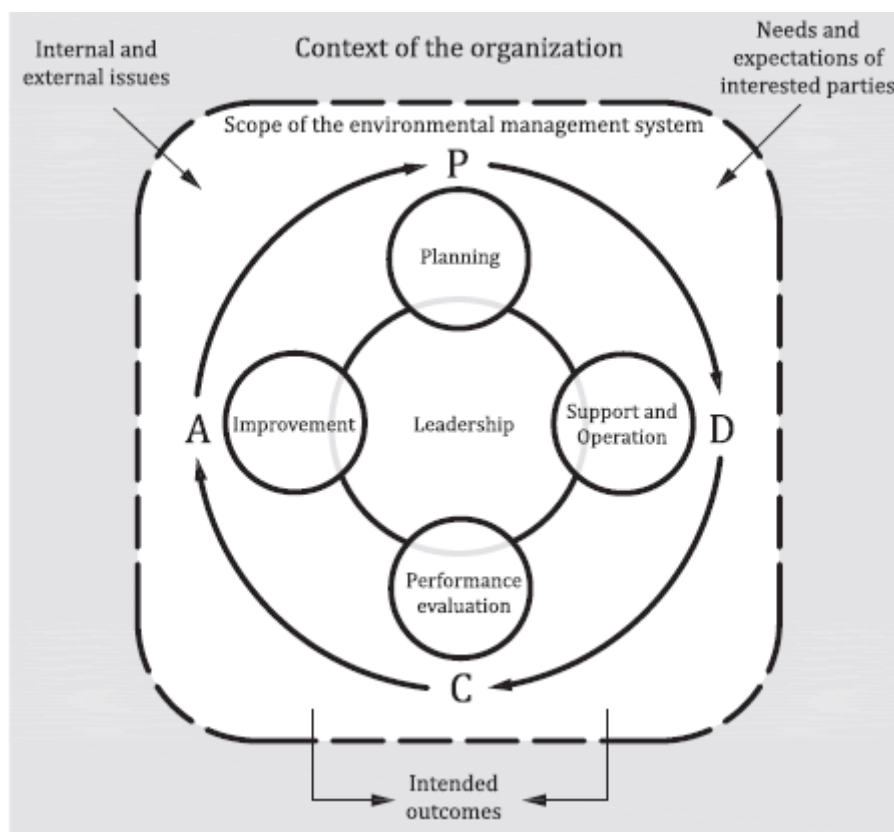 Internal and
external issues
Context of the organization
Needs and
expectations of
interested parties
Scope of the environmental management system
P
Planning
A
Improvement
Leadership
Support and
Operation
D
Performance
evaluation
C
Intended
outcomes